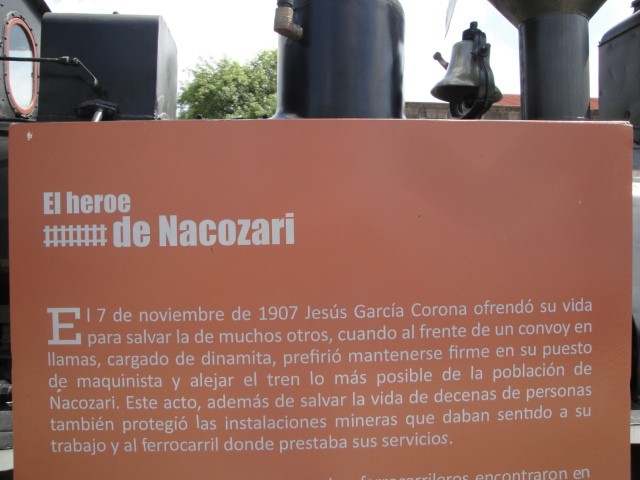 El heroe
de Nacozari
El 7 de noviembre de 1907 Jesús García Corona ofrendó su vida
para salvar la de muchos otros, cuando al frente de un convoy en
llamas, cargado de dinamita, prefirió mantenerse firme en su puesto
de maquinista y alejar el tren lo más posible de la población de
Nacozari. Este acto, además de salvar la vida de decenas de personas
también protegió las instalaciones mineras que daban sentido a su
trabajo y al ferrocarril donde prestaba sus servicios.
ferrocarrileros encontraron en